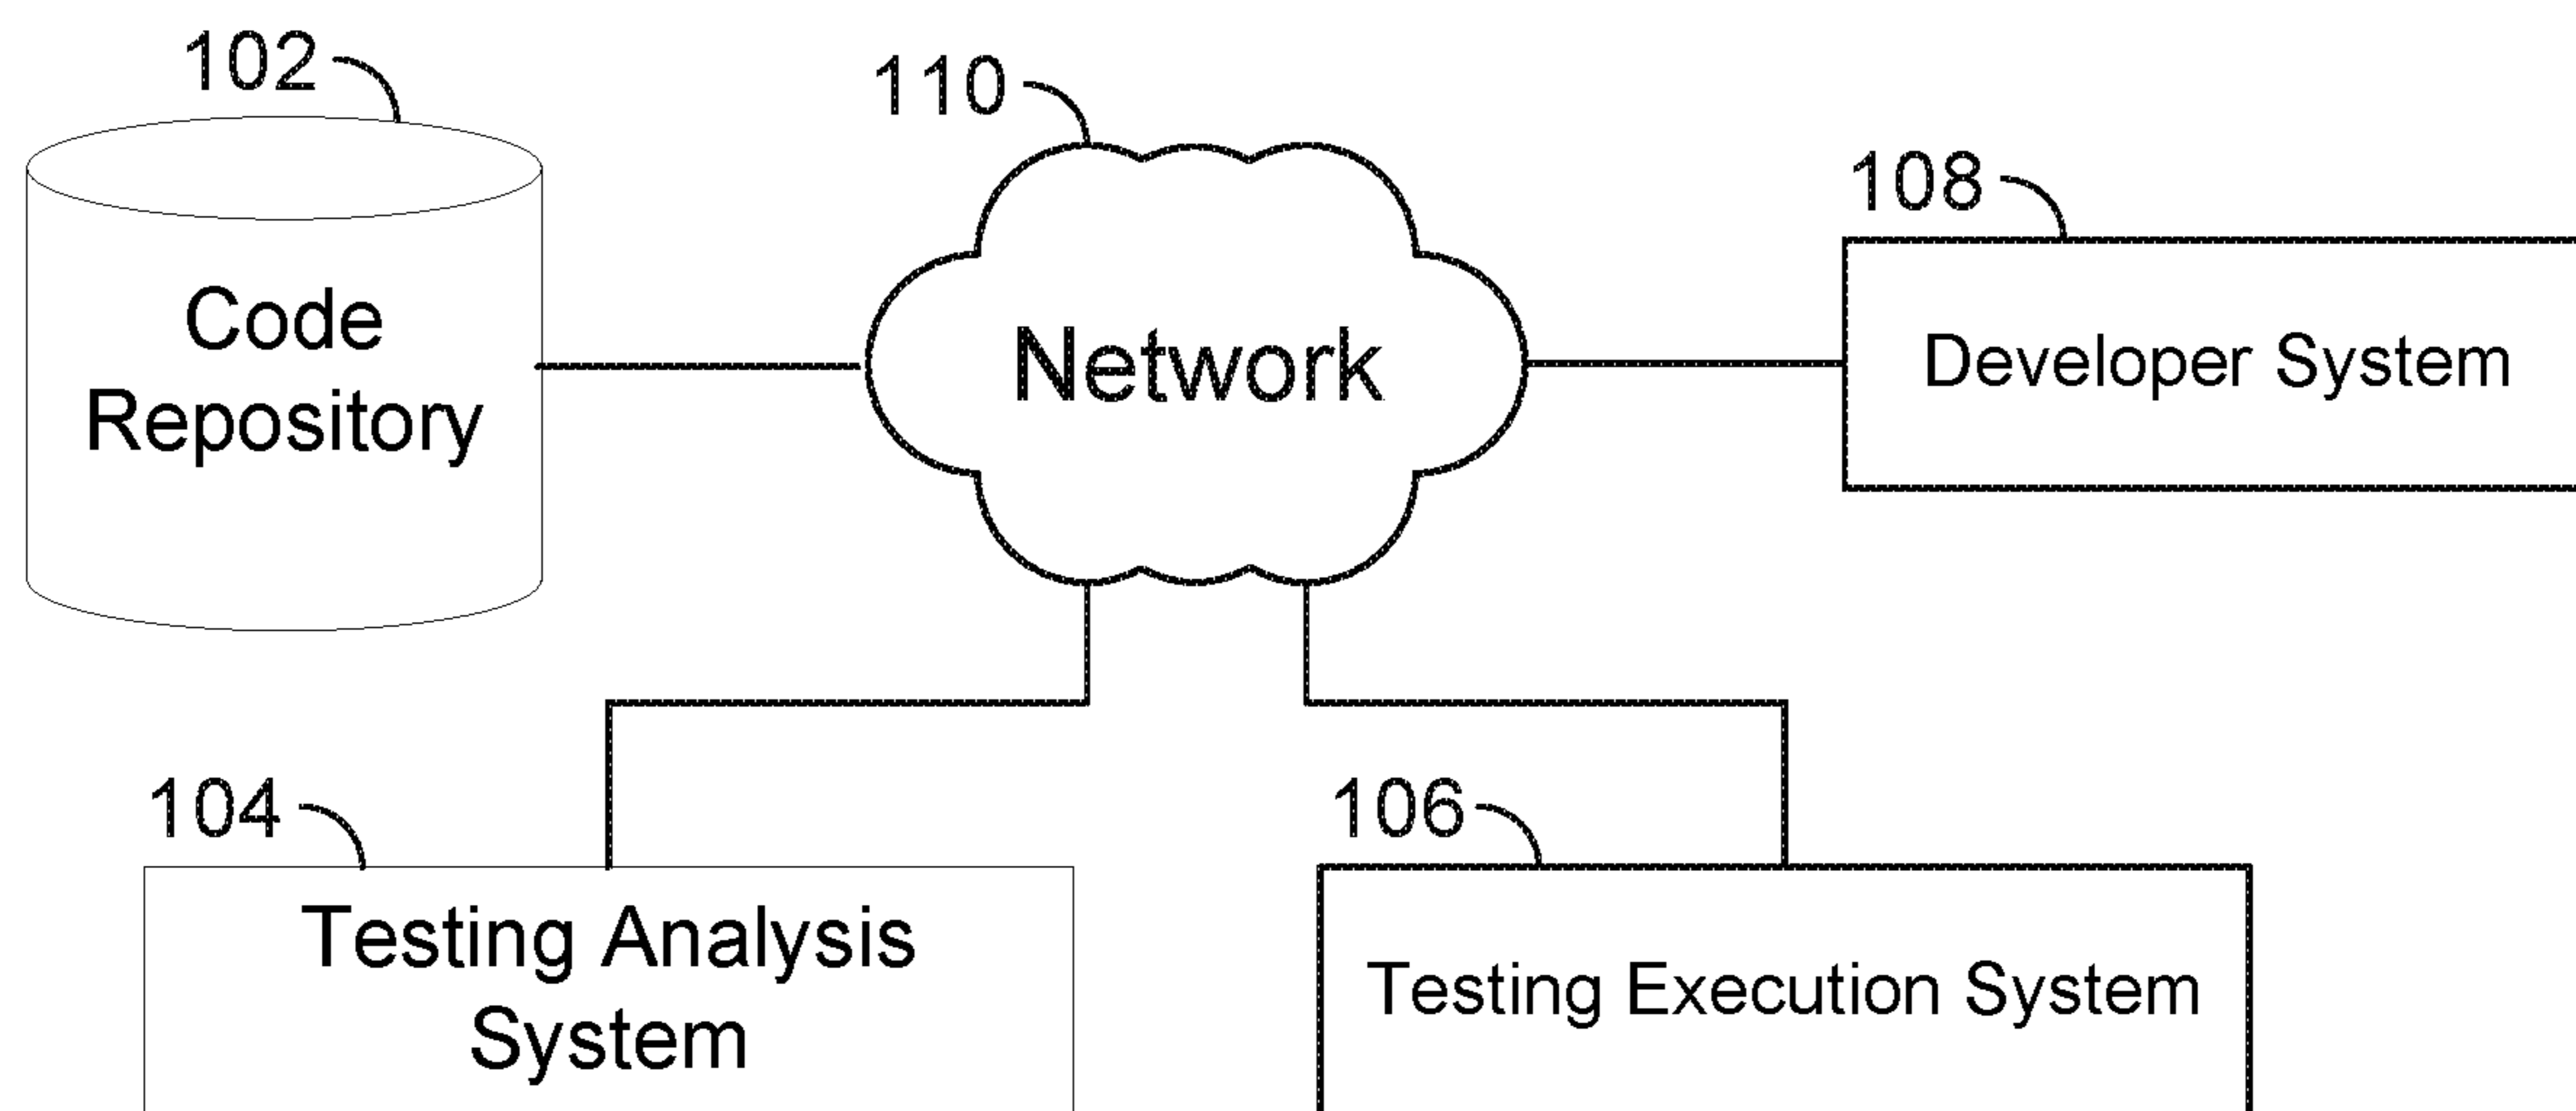 102
110
108
Code
Repository
Network
Developer System
104
106
Testing Analysis
System
Testing Execution System